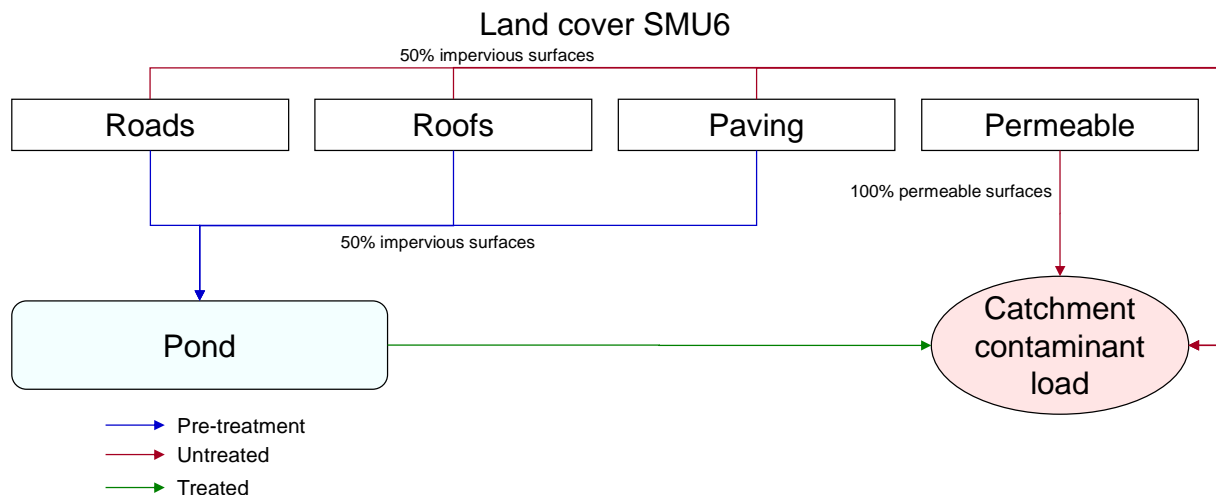 Land cover SMU6
50% impervious surfaces
Roads
Roofs
Paving
Permeable
100% permeable surfaces
50% impervious surfaces
Pond
Catchment
contaminant
load
Pre-treatment
Untreated
Treated